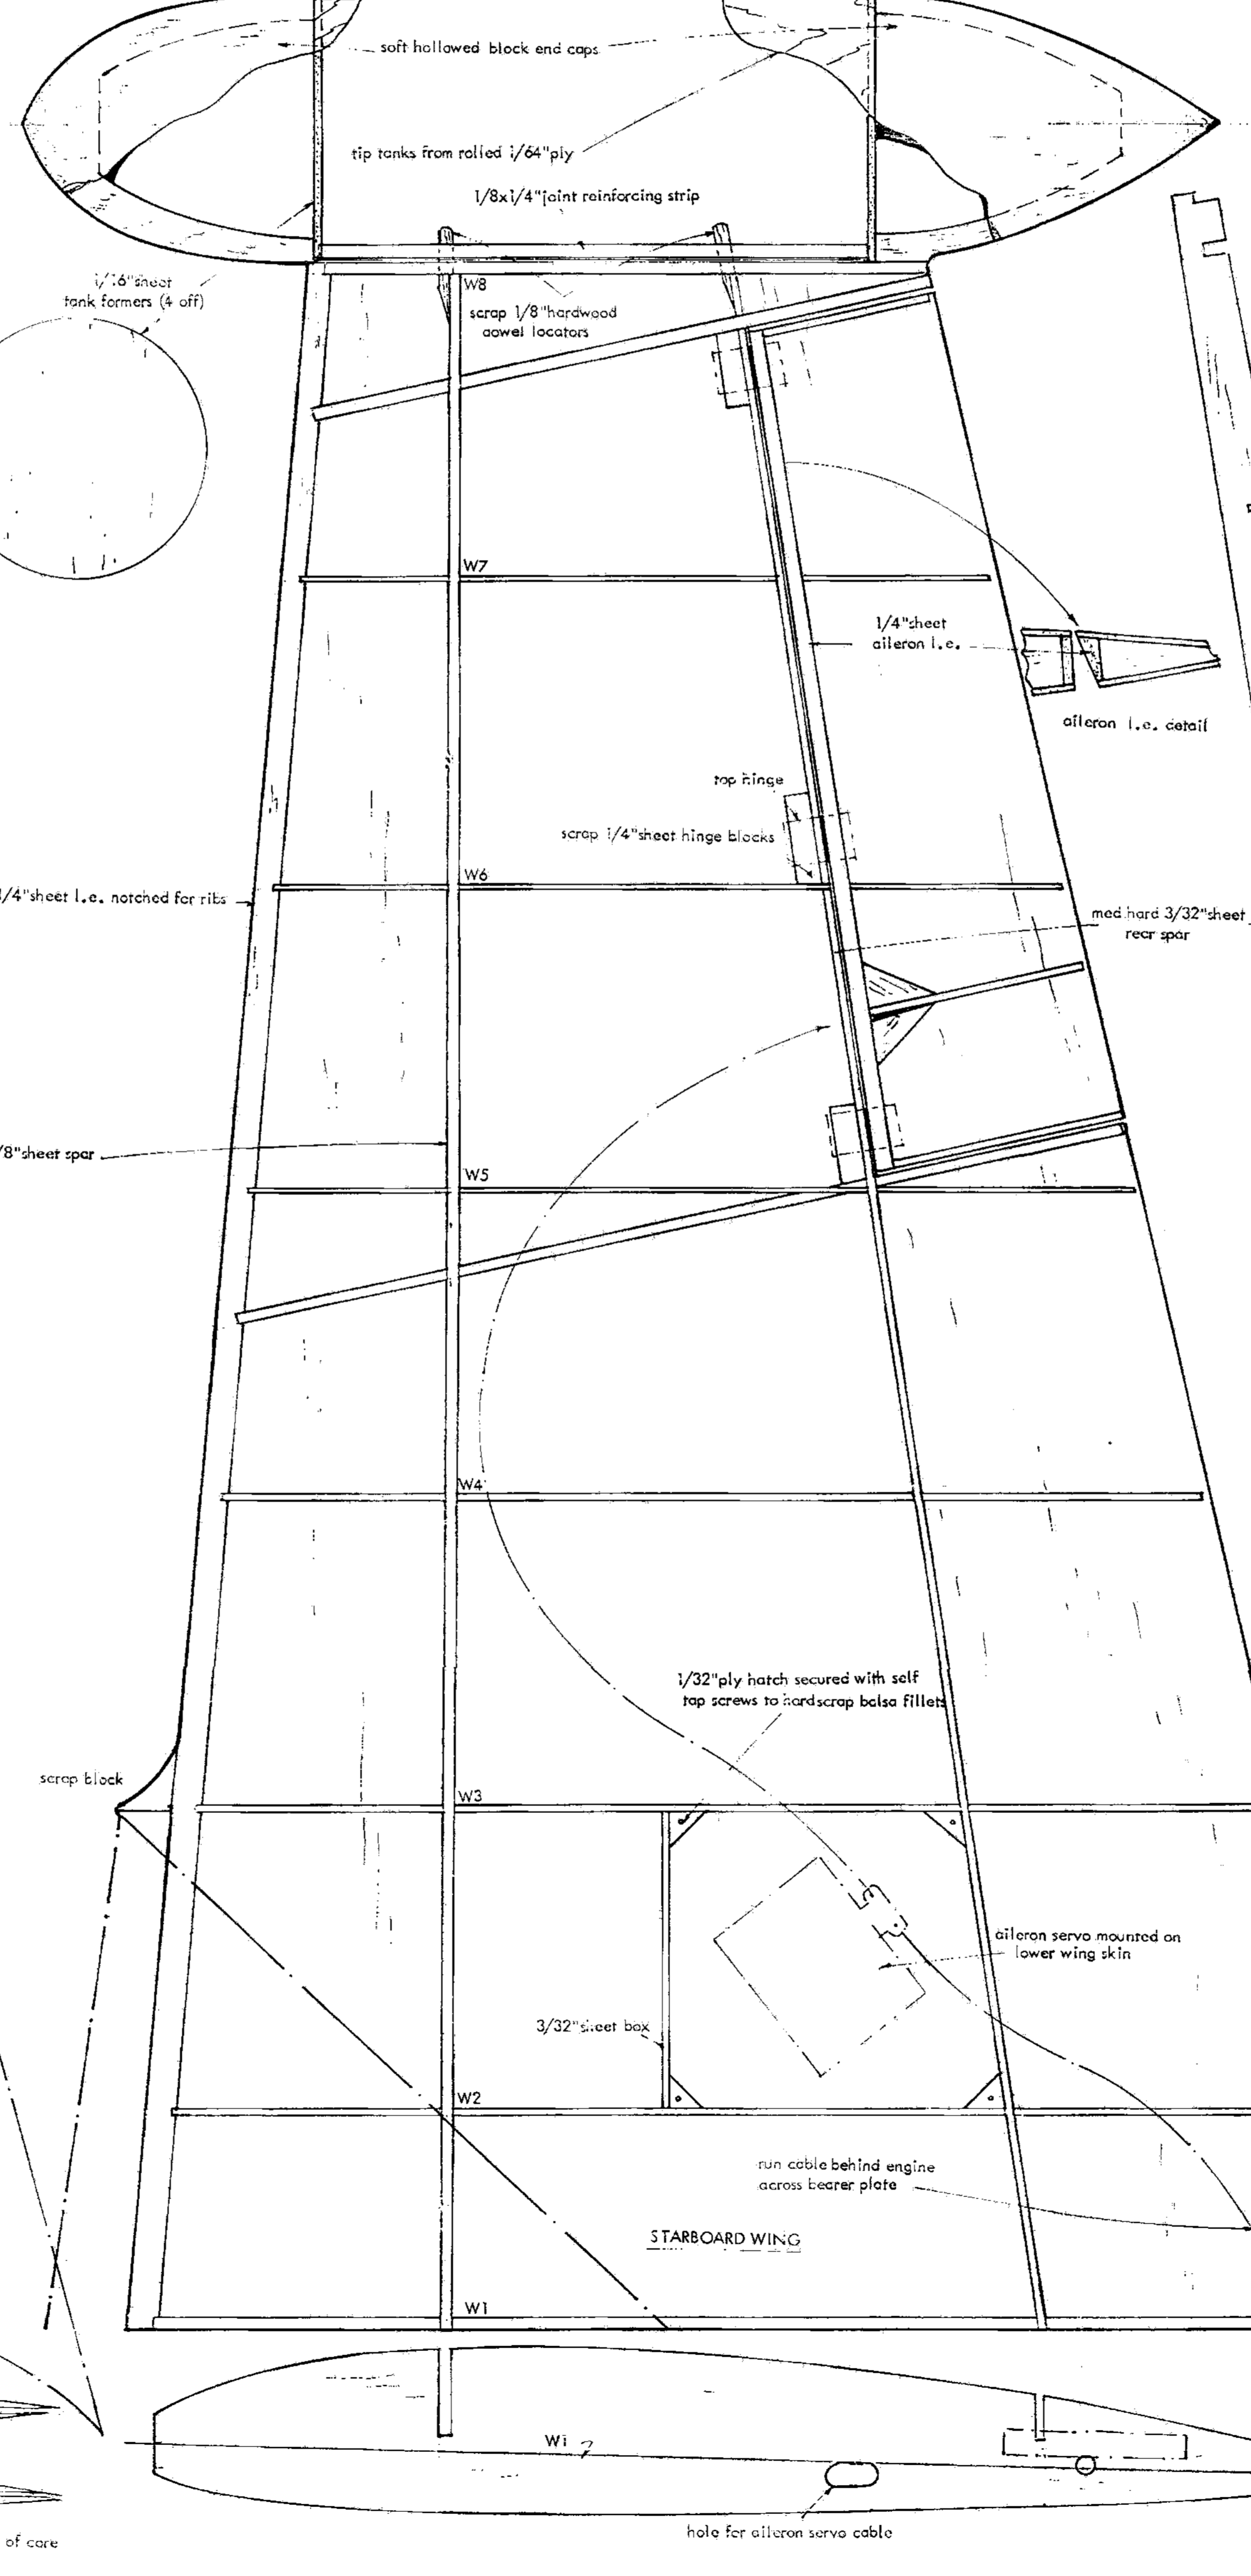 soft hollowed block end caps
tip tanks from rolled 1/64"ply
1/8x1/4"joint reinforcing strip
1/16"sheet
tank formers (4 off)
W8
scrap 1/8"hardwood
dowel locators
W7
1/4"sheet
aileron l.e.
aileron l.e. detail
top hinge
scrap 1/4"sheet hinge blocks
W6
1/4"sheet l.e. notched for ribs
med.hard 3/32"sheet
rear spar
/8"sheet spar
W5
W4
1/32"ply hatch secured with self
tap screws to hardscrap balsa fillets
scrap block
W3
aileron servo mounted on
lower wing skin
3/32"sheet box
W2
run cable behind engine
across bearer plate
STARBOARD WING
W1
W1
hole for aileron servo cable
of core